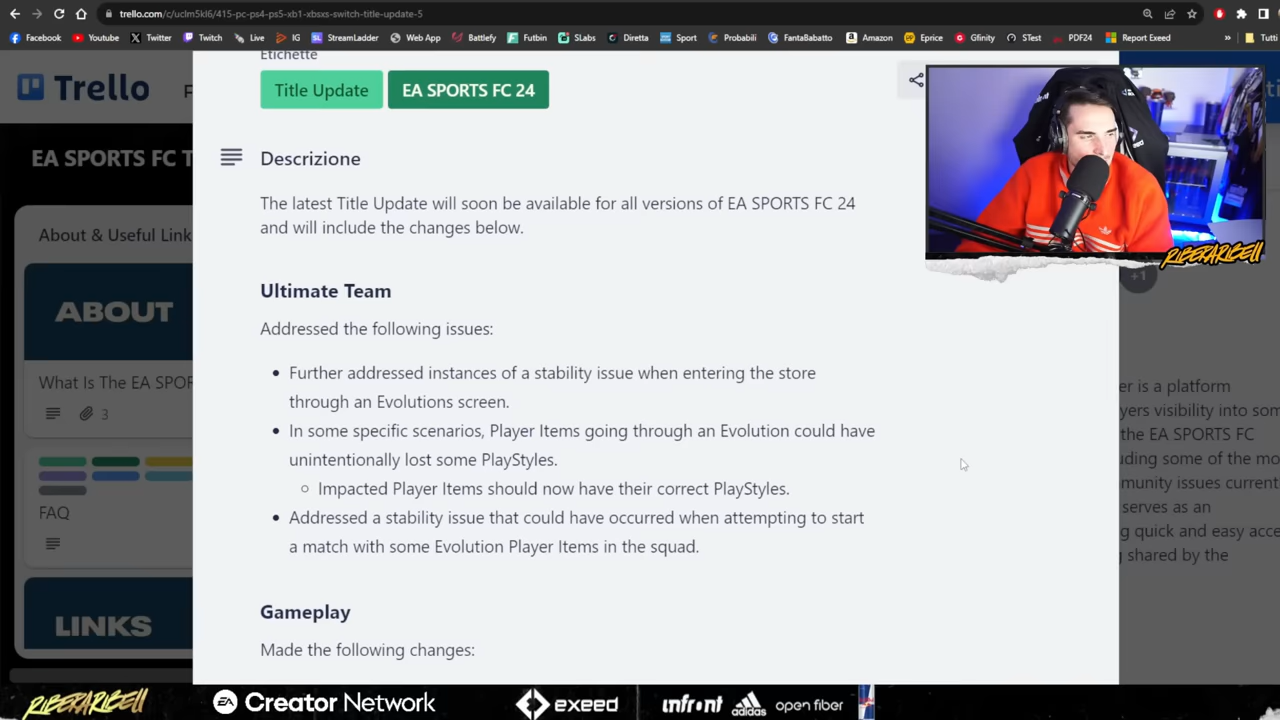 trello.com/c/uclm5kl6/415-pc-ps4-ps5-xb1-xbsxs-switch-title-update-5
Facebook Youtube Twitter Twitch Live IG StreamLadder Web App Battlefy Futbin SLabs Diretta Sport Probabili FantaBabatto Amazon Eprice Gfinity STest PDF24 Report Exeed » Tutti
Trello
EA SPORTS FC T
About & Useful Link
ABOUT
What Is The EA SPOR
3
FAQ
LINKS
Etichette
Title Update EA SPORTS FC 24
Descrizione
The latest Title Update will soon be available for all versions of EA SPORTS FC 24
and will include the changes below.
Ultimate Team
Addressed the following issues:
• Further addressed instances of a stability issue when entering the store
through an Evolutions screen.
• In some specific scenarios, Player Items going through an Evolution could have
unintentionally lost some PlayStyles.
○ Impacted Player Items should now have their correct PlayStyles.
• Addressed a stability issue that could have occurred when attempting to start
a match with some Evolution Player Items in the squad.
Gameplay
Made the following changes:
RIBERARIBELL
+1
er is a platform
yers visibility into som
the EA SPORTS FC
uding some of the mo
munity issues current
serves as an
g quick and easy acce
g shared by the
RIBERARIBELL
EA Creator Network
exeed
infront
adidas
open fiber